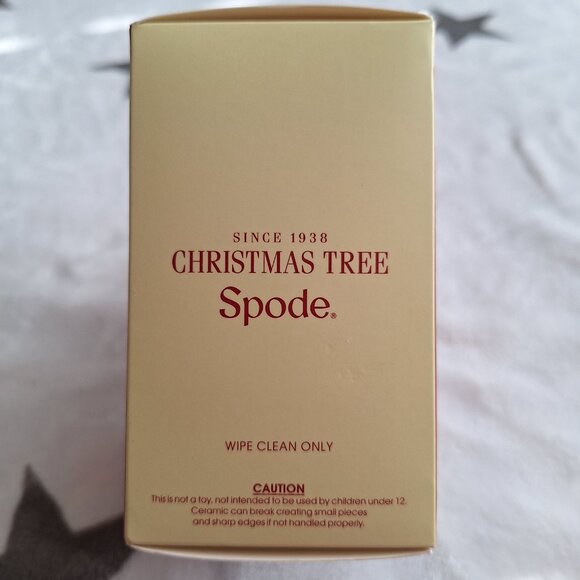 SINCE 1938
CHRISTMAS TREE
Spode®
WIPE CLEAN ONLY
CAUTION
This is not a toy, not intended to be used by children under 12.
Ceramic can break creating small pieces
and sharp edges if not handled properly.